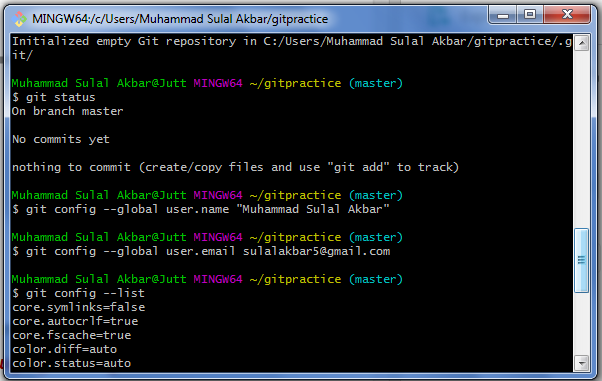 MINGW64:/c/Users/Muhammad Sulal Akbar/gitpractice
Initialized empty Git repository in C:/Users/Muhammad Sulal Akbar/gitpractice/.g
it/
Muhammad Sulal Akbar@Jutt MINGW64 ~/gitpractice (master)
$ git status
On branch master
No commits yet
nothing to commit (create/copy files and use "git add" to track)
Muhammad Sulal Akbar@Jutt MINGW64 ~/gitpractice (master)
$ git config --global user.name "Muhammad Sulal Akbar"
Muhammad Sulal Akbar@Jutt MINGW64 ~/gitpractice (master)
$ git config --global user.email sulalakbar5@gmail.com
Muhammad Sulal Akbar@Jutt MINGW64 ~/gitpractice (master)
$ git config --list
core.symlinks=false
core.autocrlf=true
core.fscache=true
color.diff=auto
color.status=auto